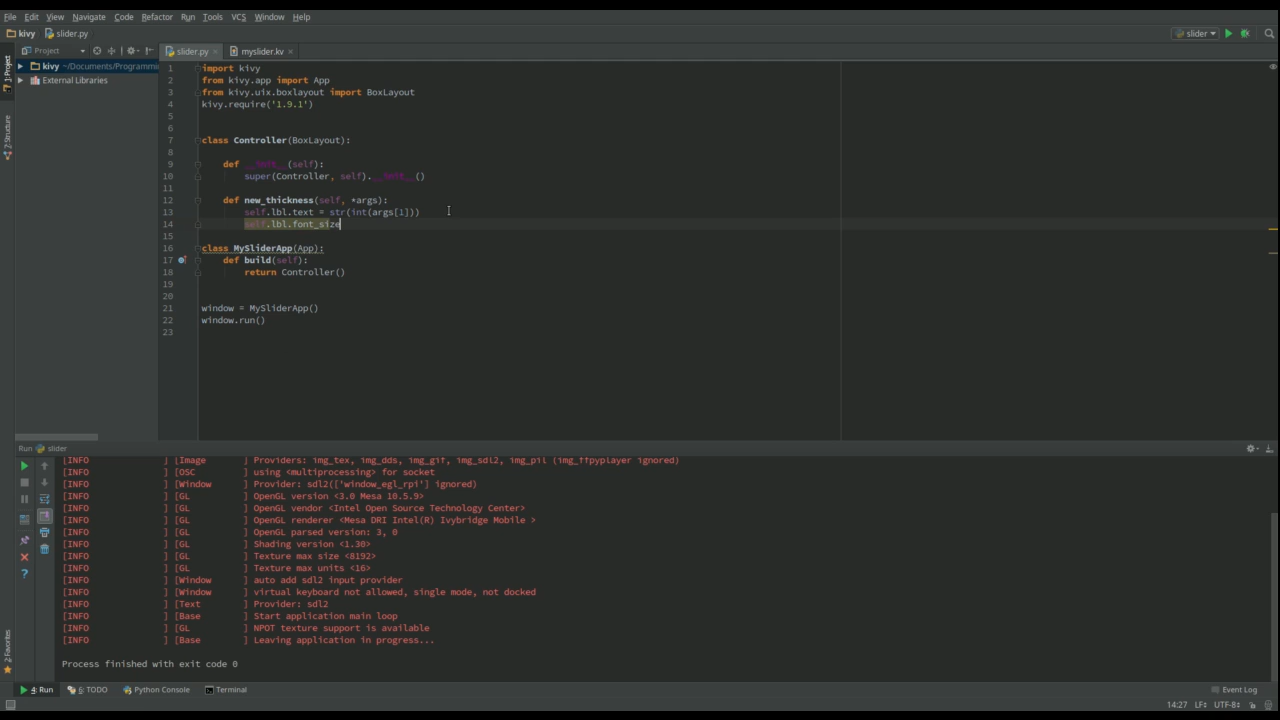 File Edit View Navigate Code Refactor Run Tools VCS Window Help
kivy slider.py slider
Project slider.py myslider.kv
1: Project
kivy ~/Documents/Programmi
External Libraries
Z: Structure
1 import kivy
2 from kivy.app import App
3 from kivy.uix.boxlayout import BoxLayout
4 kivy.require('1.9.1')
5
6
7 class Controller(BoxLayout):
8
9 def __init__(self):
10 super(Controller, self).__init__()
11
12 def new_thickness(self, *args):
13 self.lbl.text = str(int(args[1]))
14 self.lbl.font_size
15
16 class MySliderApp(App):
17 def build(self):
18 return Controller()
19
20
21 window = MySliderApp()
22 window.run()
23
Run slider
[INFO ] [Image ] Providers: img_tex, img_dds, img_gif, img_sdl2, img_pil (img_ffpyplayer ignored)
[INFO ] [OSC ] using <multiprocessing> for socket
[INFO ] [Window ] Provider: sdl2(['window_egl_rpi'] ignored)
[INFO ] [GL ] OpenGL version <3.0 Mesa 10.5.9>
[INFO ] [GL ] OpenGL vendor <Intel Open Source Technology Center>
[INFO ] [GL ] OpenGL renderer <Mesa DRI Intel(R) Ivybridge Mobile >
[INFO ] [GL ] OpenGL parsed version: 3, 0
[INFO ] [GL ] Shading version <1.30>
[INFO ] [GL ] Texture max size <8192>
[INFO ] [GL ] Texture max units <16>
[INFO ] [Window ] auto add sdl2 input provider
[INFO ] [Window ] virtual keyboard not allowed, single mode, not docked
[INFO ] [Text ] Provider: sdl2
[INFO ] [Base ] Start application main loop
[INFO ] [GL ] NPOT texture support is available
[INFO ] [Base ] Leaving application in progress...
Process finished with exit code 0
2: Favorites
4: Run 6: TODO Python Console Terminal Event Log
14:27 LF÷ UTF-8÷